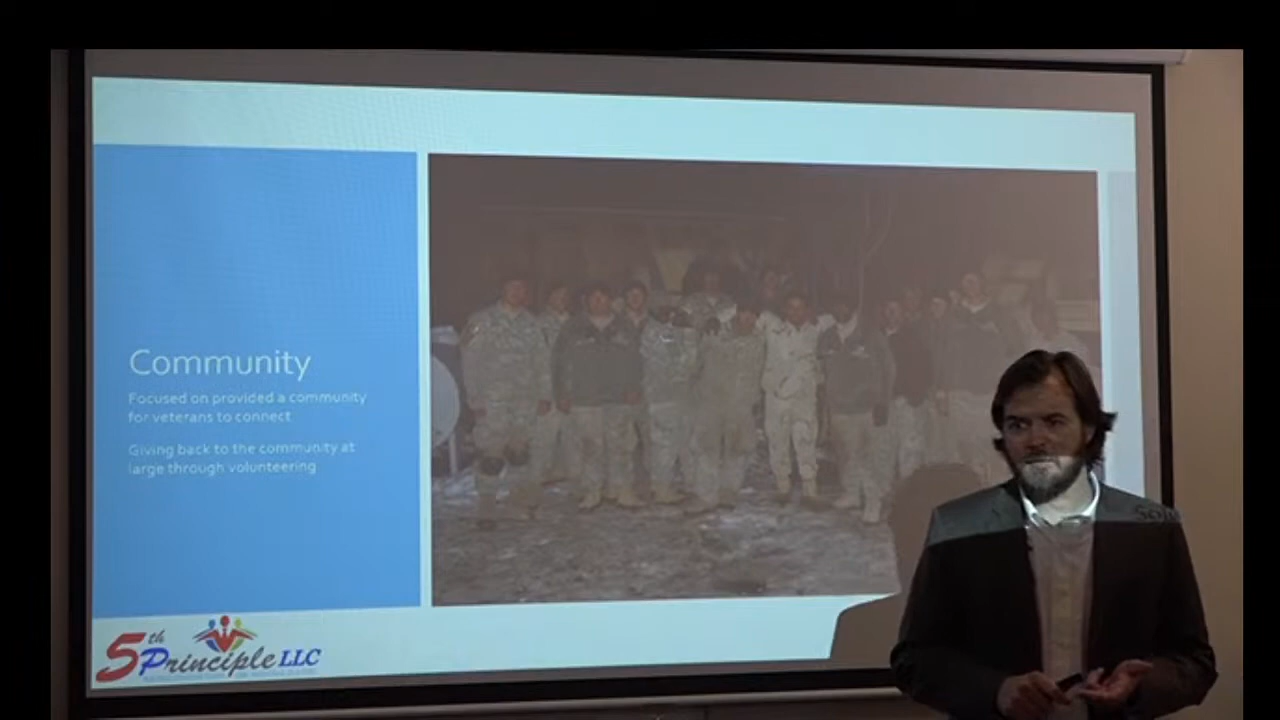 Community
Focused on provided a community
for veterans to connect
Giving back to the community at
large through volunteering
5th
Principle LLC